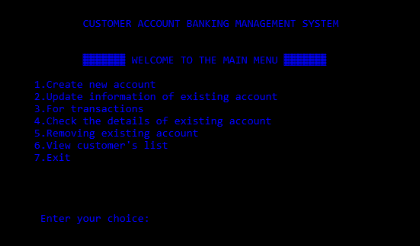 CUSTOMER ACCOUNT BANKING MANAGEMENT SYSTEM
▓▓▓▓▓▓▓ WELCOME TO THE MAIN MENU ▓▓▓▓▓▓▓
1.Create new account
2.Update information of existing account
3.For transactions
4.Check the details of existing account
5.Removing existing account
6.View customer's list
7.Exit
Enter your choice: